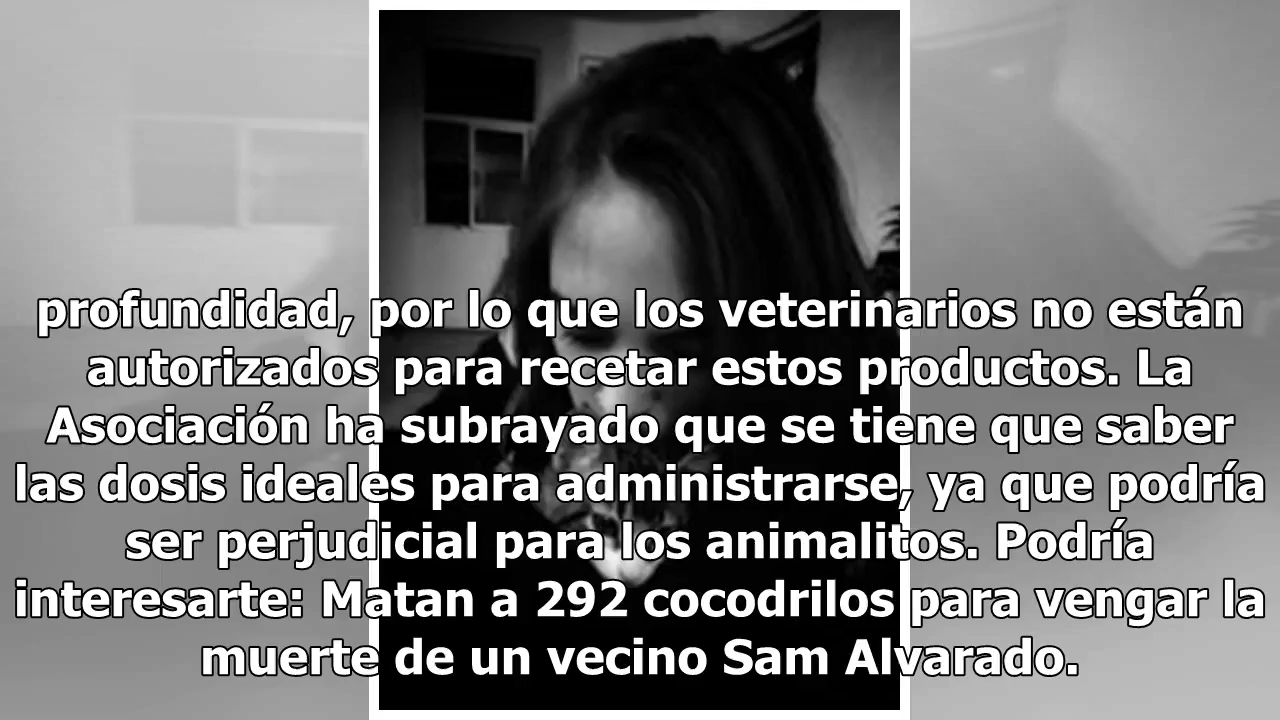 profundidad, por lo que los veterinarios no están
autorizados para recetar estos productos. La
Asociación ha subrayado que se tiene que saber
las dosis ideales para administrarse, ya que podría
ser perjudicial para los animalitos. Podría
interesarte: Matan a 292 cocodrilos para vengar la
muerte de un vecino Sam Alvarado.